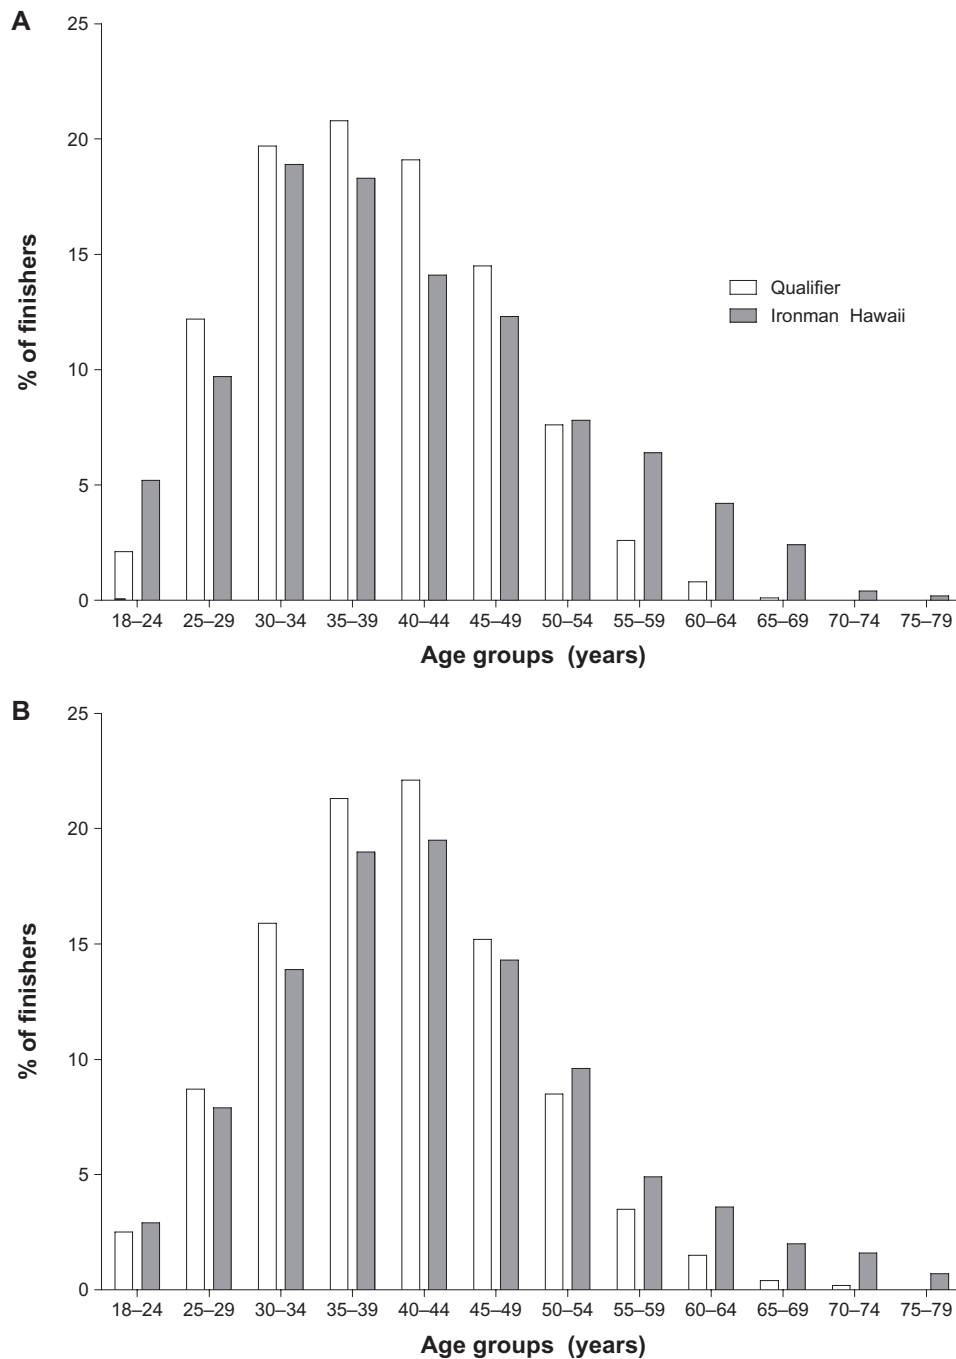 A
25
20
15
10
5
0
% of finishers
Qualifier
Ironman Hawaii
18–24 25–29 30–34 35–39 40–44 45–49 50–54 55–59 60–64 65–69 70–74 75–79
Age groups (years)
B
25
20
15
10
5
0
% of finishers
18–24 25–29 30–34 35–39 40–44 45–49 50–54 55–59 60–64 65–69 70–74 75–79
Age groups (years)